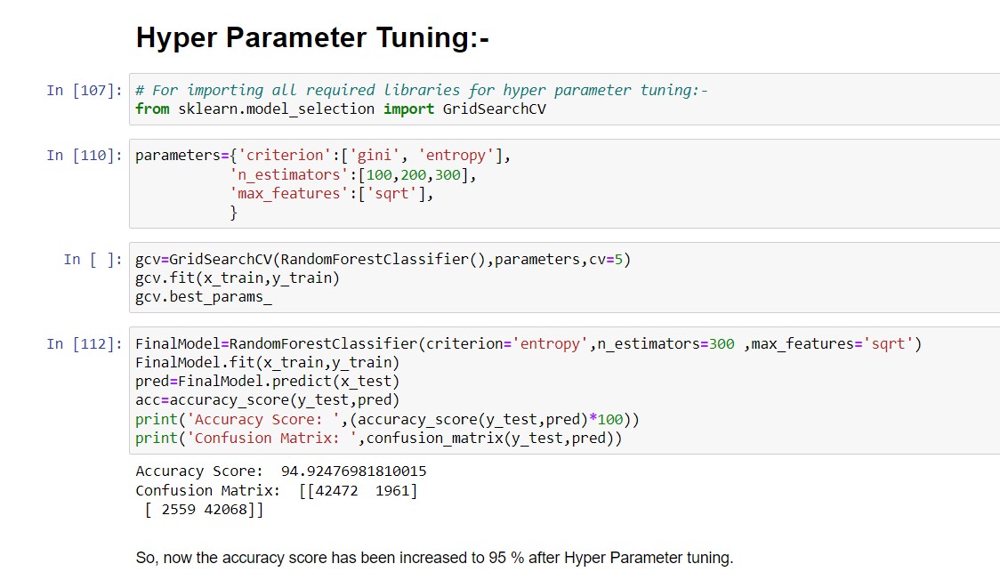 Hyper Parameter Tuning:-
In [107]: # For importing all required libraries for hyper parameter tuning:-
from sklearn.model_selection import GridSearchCV
In [110]: parameters={'criterion':['gini', 'entropy'],
'n_estimators':[100,200,300],
'max_features':['sqrt'],
}
In [ ]: gcv=GridSearchCV(RandomForestClassifier(),parameters,cv=5)
gcv.fit(x_train,y_train)
gcv.best_params_
In [112]: FinalModel=RandomForestClassifier(criterion='entropy',n_estimators=300 ,max_features='sqrt')
FinalModel.fit(x_train,y_train)
pred=FinalModel.predict(x_test)
acc=accuracy_score(y_test,pred)
print('Accuracy Score: ',(accuracy_score(y_test,pred)*100))
print('Confusion Matrix: ',confusion_matrix(y_test,pred))
Accuracy Score:  94.92476981810015
Confusion Matrix:  [[42472  1961]
[ 2559 42068]]
So, now the accuracy score has been increased to 95 % after Hyper Parameter tuning.